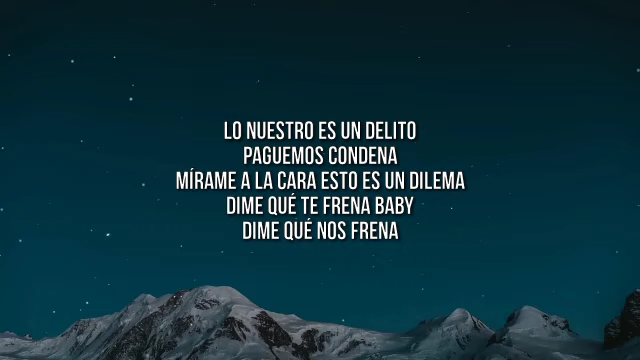 LO NUESTRO ES UN DELITO
PAGUEMOS CONDENA
MÍRAME A LA CARA ESTO ES UN DILEMA
DIME QUÉ TE FRENA BABY
DIME QUÉ NOS FRENA